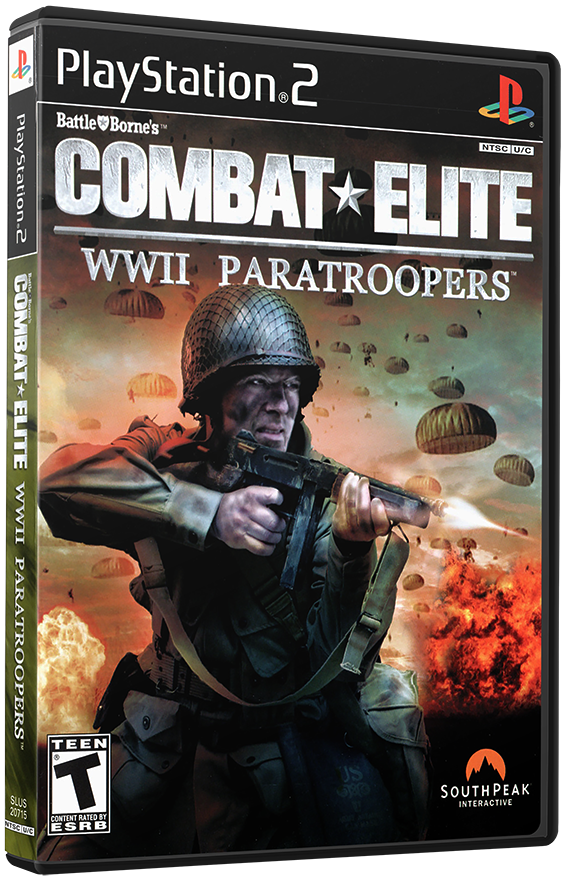 PlayStation®2
NTSC U/C
Battle Borne's™
COMBAT★ELITE
WWII PARATROOPERS™
TEEN
T
CONTENT RATED BY
ESRB
SOUTHPEAK
INTERACTIVE
PlayStation®2
Battle Borne's
COMBAT★ELITE
WWII PARATROOPERS™
SLUS
20715
NTSC U/C